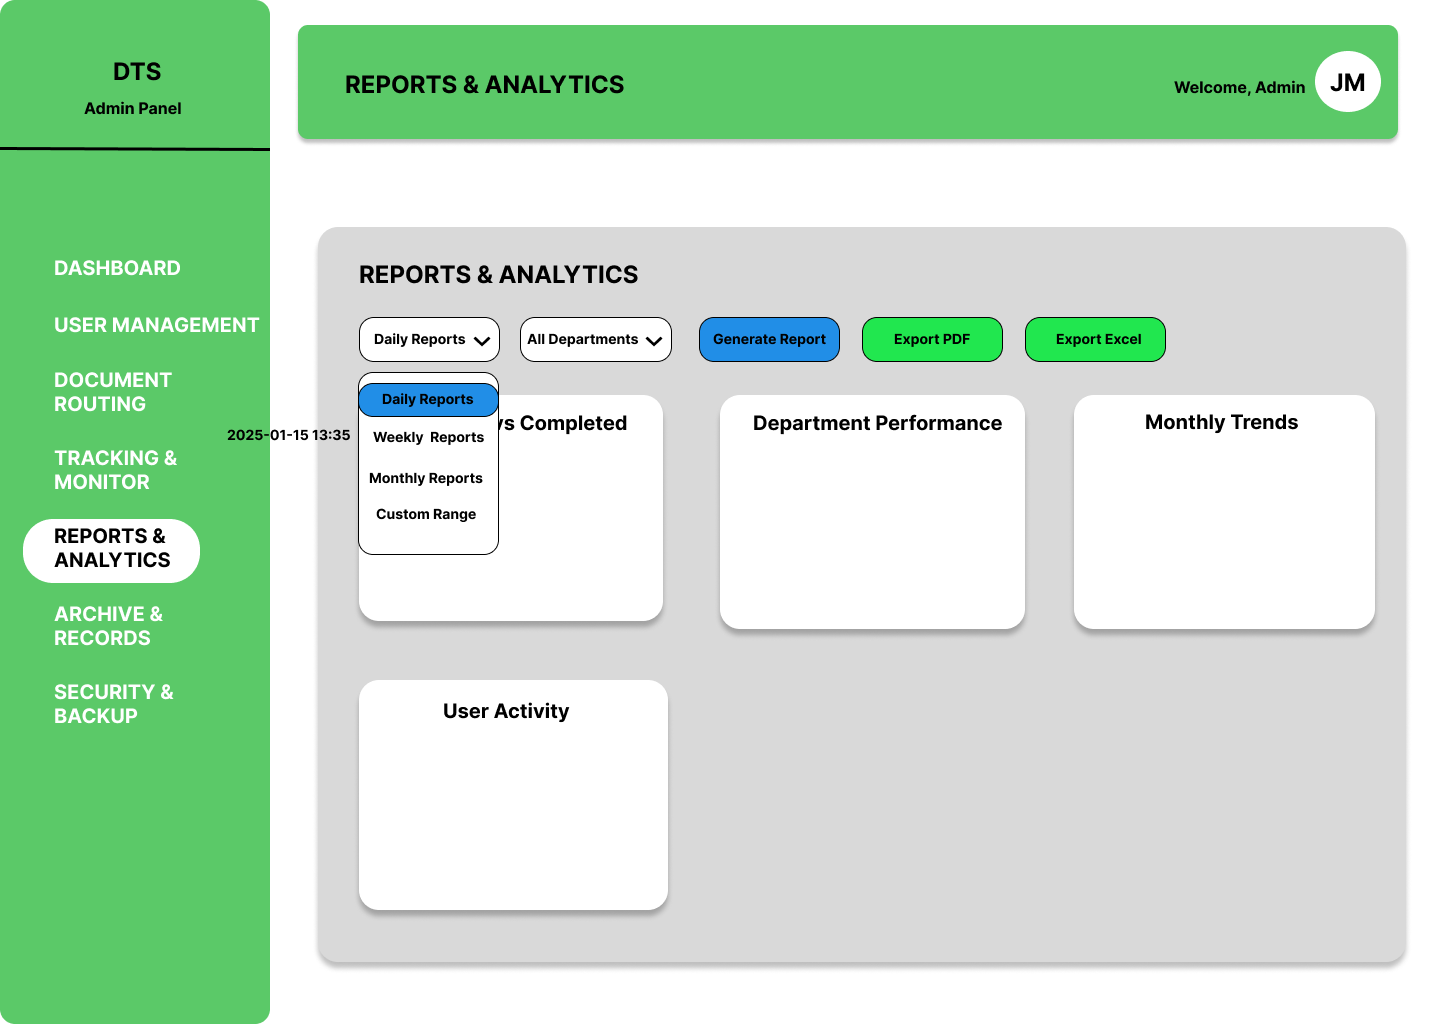 DTS
Admin Panel
DASHBOARD
USER MANAGEMENT
DOCUMENT
ROUTING
TRACKING &
MONITOR
REPORTS &
ANALYTICS
ARCHIVE &
RECORDS
SECURITY &
BACKUP
REPORTS & ANALYTICS
Welcome, Admin
JM
REPORTS & ANALYTICS
Daily Reports
All Departments
Generate Report
Export PDF
Export Excel
Daily Reports
Weekly  Reports
Monthly Reports
Custom Range
2025-01-15 13:35
Completed
Department Performance
Monthly Trends
User Activity